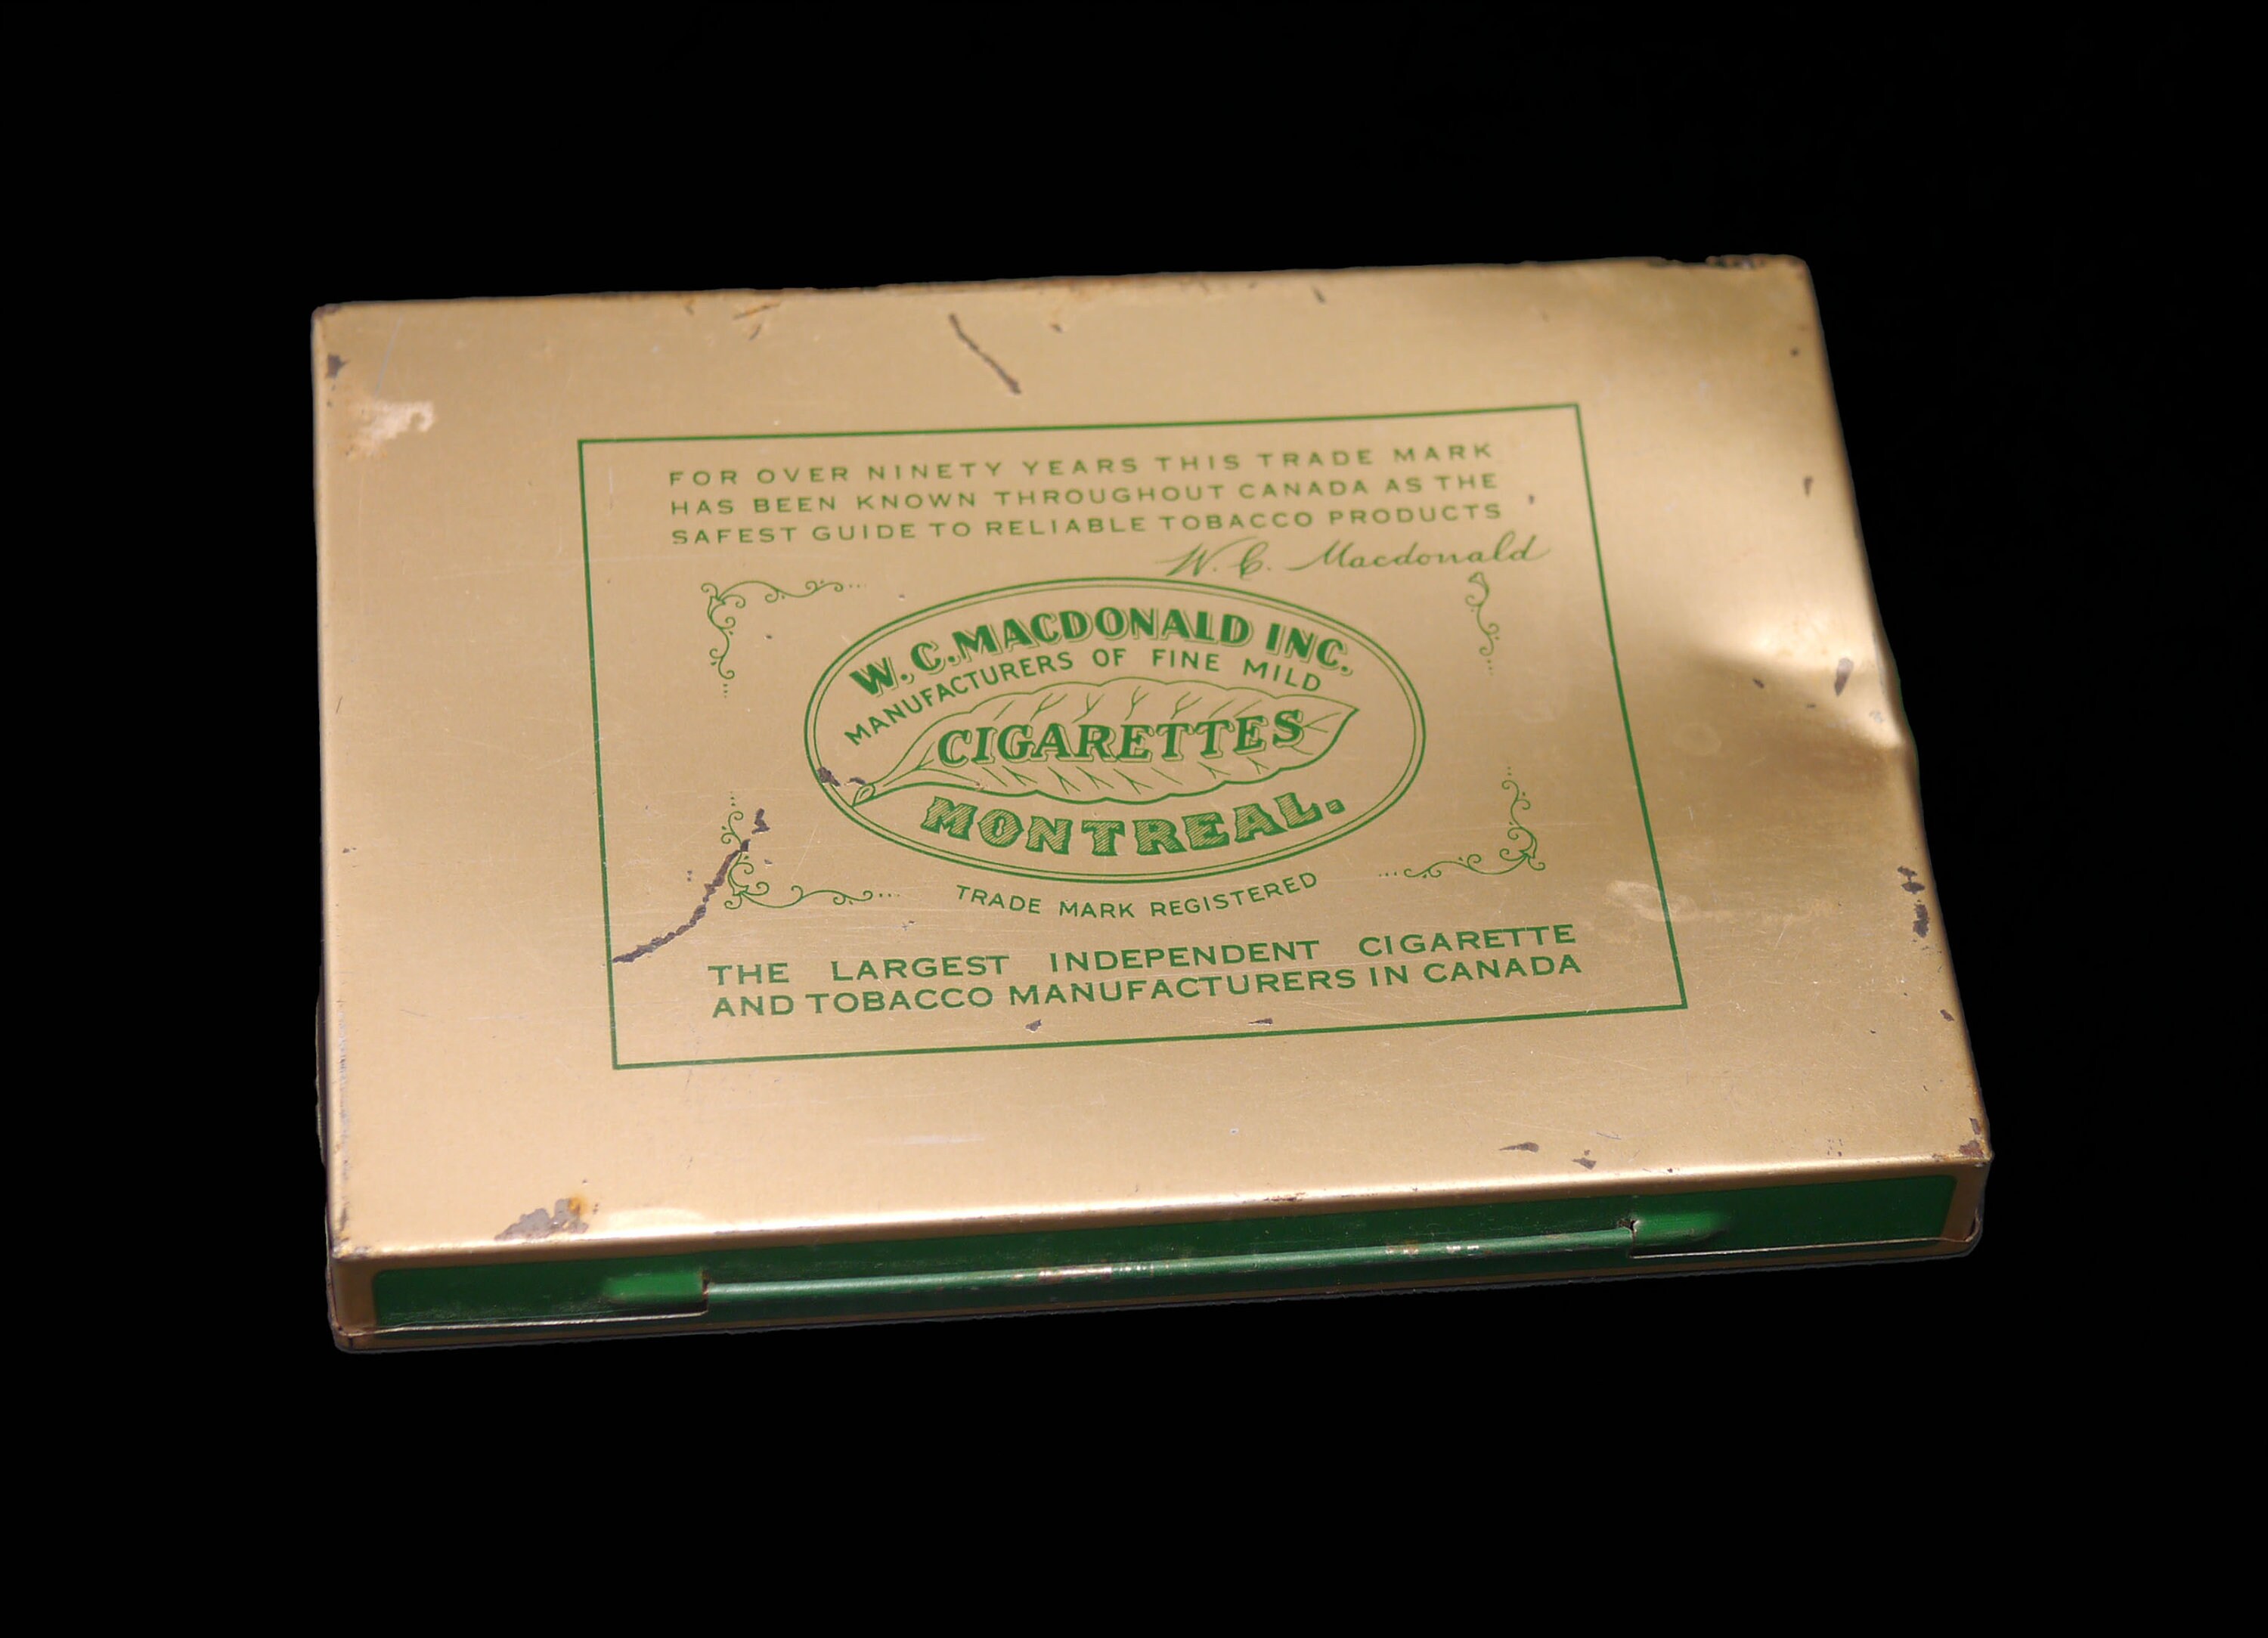 FOR OVER NINETY YEARS THIS TRADE MARK
HAS BEEN KNOWN THROUGHOUT CANADA AS THE
SAFEST GUIDE TO RELIABLE TOBACCO PRODUCTS
W. C. Macdonald
W. C. MACDONALD INC.
MANUFACTURERS OF FINE MILD
CIGARETTES
MONTREAL.
TRADE MARK REGISTERED
THE LARGEST INDEPENDENT CIGARETTE
AND TOBACCO MANUFACTURERS IN CANADA